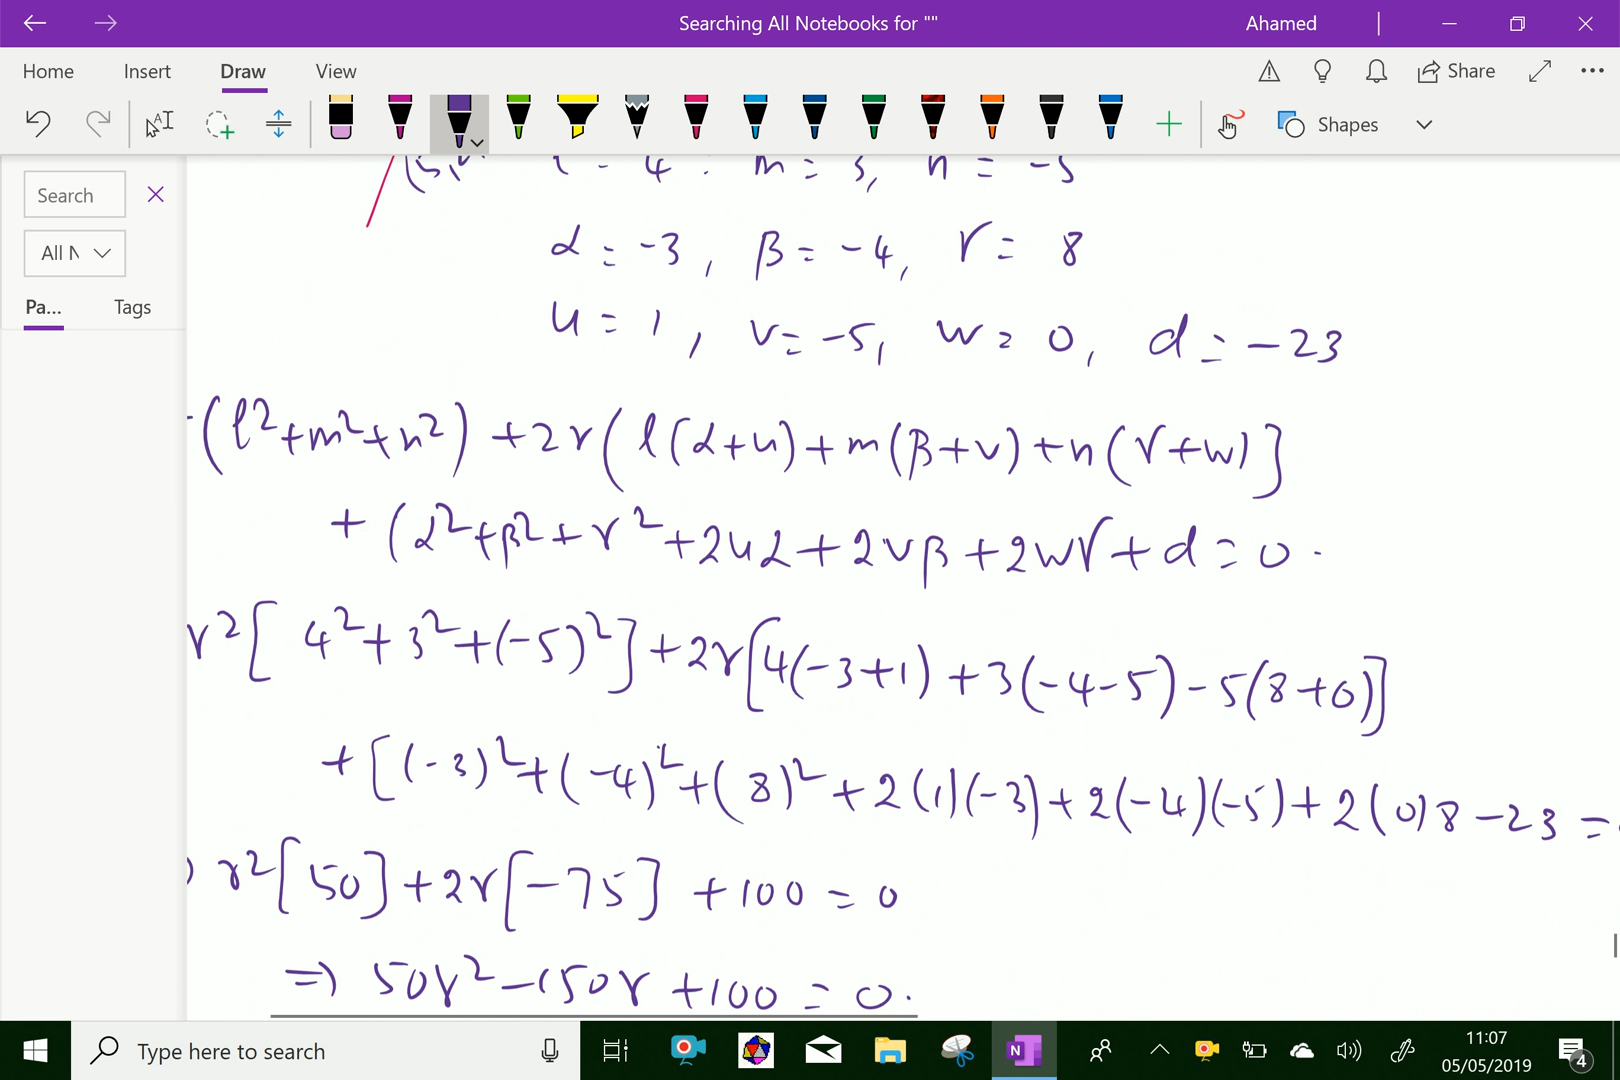 Searching All Notebooks for ""
Ahamed
Home Insert Draw View
Share
Shapes
Search
All N
Pa... Tags
l = 4 . m = 3, n = -5
α = -3, β = -4, γ = 8
u = 1, v = -5, w = 0, d = -23
(l²+m²+n²) +2r( l(α+u)+m(β+v)+n(γ+w)]
+ (α²+β²+γ²+2uα+2vβ+2wγ+d = 0.
r²[ 4²+3²+(-5)²]+2r[4(-3+1)+3(-4-5)-5(8+0)]
+[(-3)²+(-4)²+(8)²+2(1)(-3)+2(-4)(-5)+2(0)8-23 =
r²[50]+2r[-75] +100 = 0
⇒ 50r²-150r+100 = 0.
Type here to search
N
11:07
05/05/2019
4